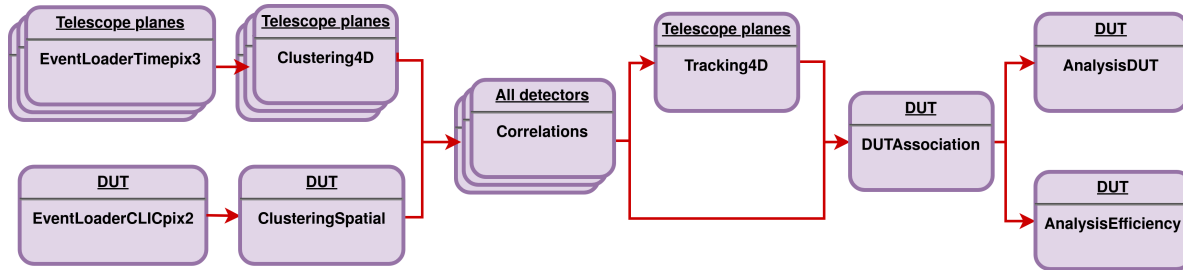 Telescope planes
EventLoaderTimepix3
Telescope planes
Clustering4D
DUT
EventLoaderCLICpix2
DUT
ClusteringSpatial
All detectors
Correlations
Telescope planes
Tracking4D
DUT
DUTAssociation
DUT
AnalysisDUT
DUT
AnalysisEfficiency